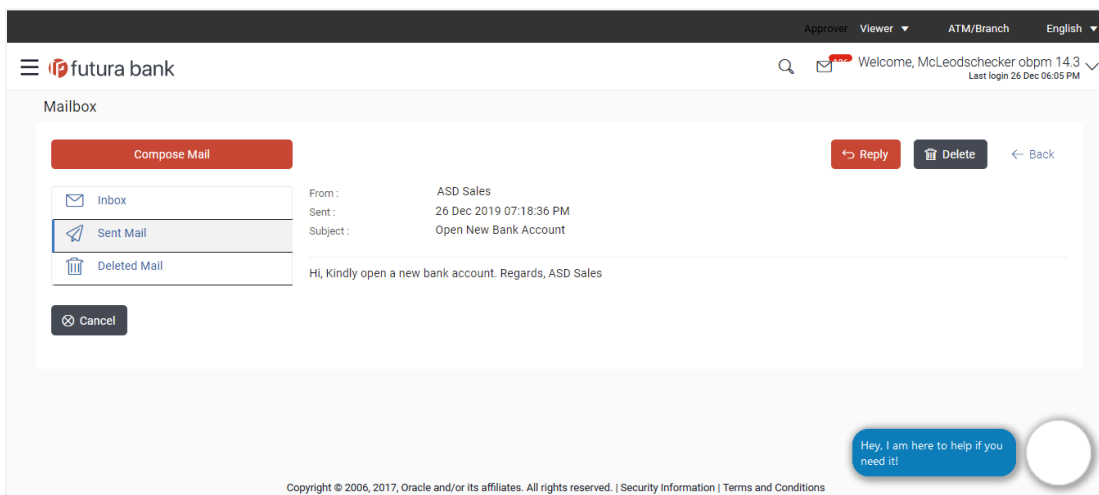 Approver Viewer ▼ ATM/Branch English ▼
futura bank Welcome, McLeodschecker obpm 14.3
Last login 26 Dec 06:05 PM
Mailbox
Compose Mail Reply Delete ← Back
Inbox
Sent Mail
Deleted Mail
Cancel
From : ASD Sales
Sent : 26 Dec 2019 07:18:36 PM
Subject : Open New Bank Account
Hi, Kindly open a new bank account. Regards, ASD Sales
Hey, I am here to help if you
need it!
Copyright © 2006, 2017, Oracle and/or its affiliates. All rights reserved. | Security Information | Terms and Conditions